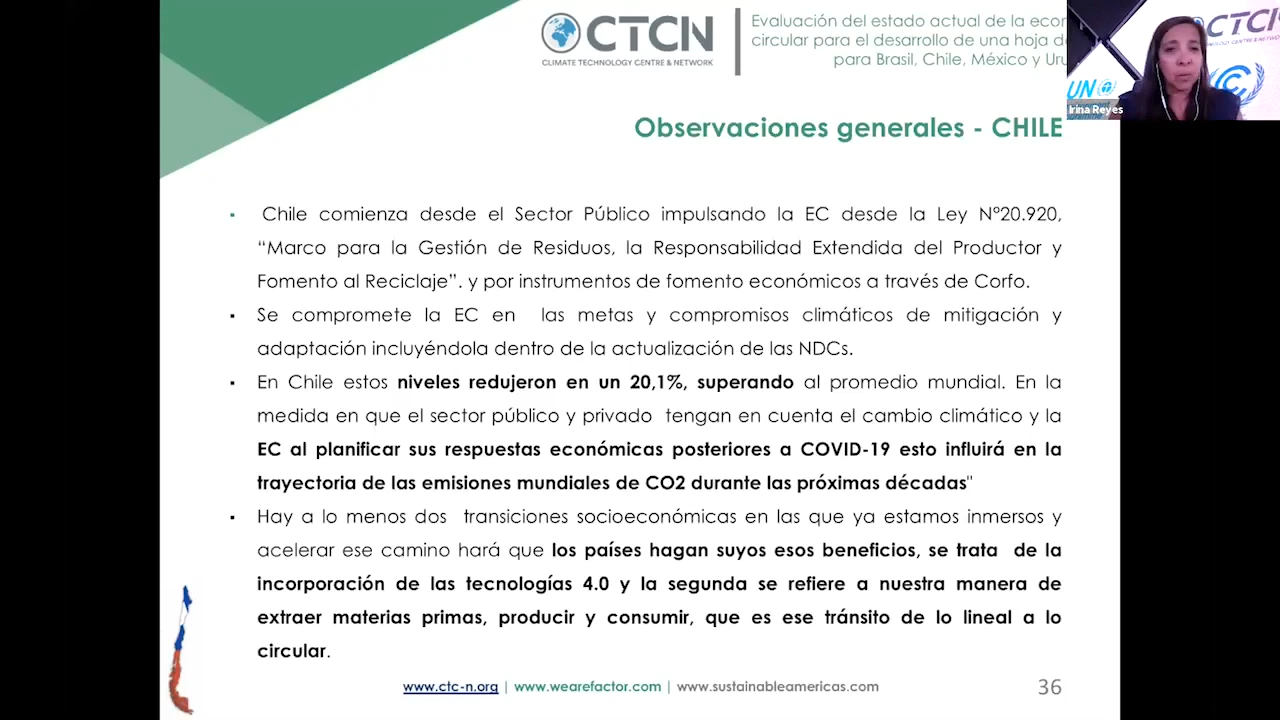 CTCN
CLIMATE TECHNOLOGY CENTRE & NETWORK
Evaluación del estado actual de la econ
circular para el desarrollo de una hoja d
para Brasil, Chile, México y Uru
CTCN
UN
Irina Reyes
Observaciones generales - CHILE
▪ Chile comienza desde el Sector Público impulsando la EC desde la Ley N°20.920,
“Marco para la Gestión de Residuos, la Responsabilidad Extendida del Productor y
Fomento al Reciclaje”. y por instrumentos de fomento económicos a través de Corfo.
▪ Se compromete la EC en las metas y compromisos climáticos de mitigación y
adaptación incluyéndola dentro de la actualización de las NDCs.
▪ En Chile estos niveles redujeron en un 20,1%, superando al promedio mundial. En la
medida en que el sector público y privado tengan en cuenta el cambio climático y la
EC al planificar sus respuestas económicas posteriores a COVID-19 esto influirá en la
trayectoria de las emisiones mundiales de CO2 durante las próximas décadas"
▪ Hay a lo menos dos transiciones socioeconómicas en las que ya estamos inmersos y
acelerar ese camino hará que los países hagan suyos esos beneficios, se trata de la
incorporación de las tecnologías 4.0 y la segunda se refiere a nuestra manera de
extraer materias primas, producir y consumir, que es ese tránsito de lo lineal a lo
circular.
www.ctc-n.org | www.wearefactor.com | www.sustainableamericas.com
36